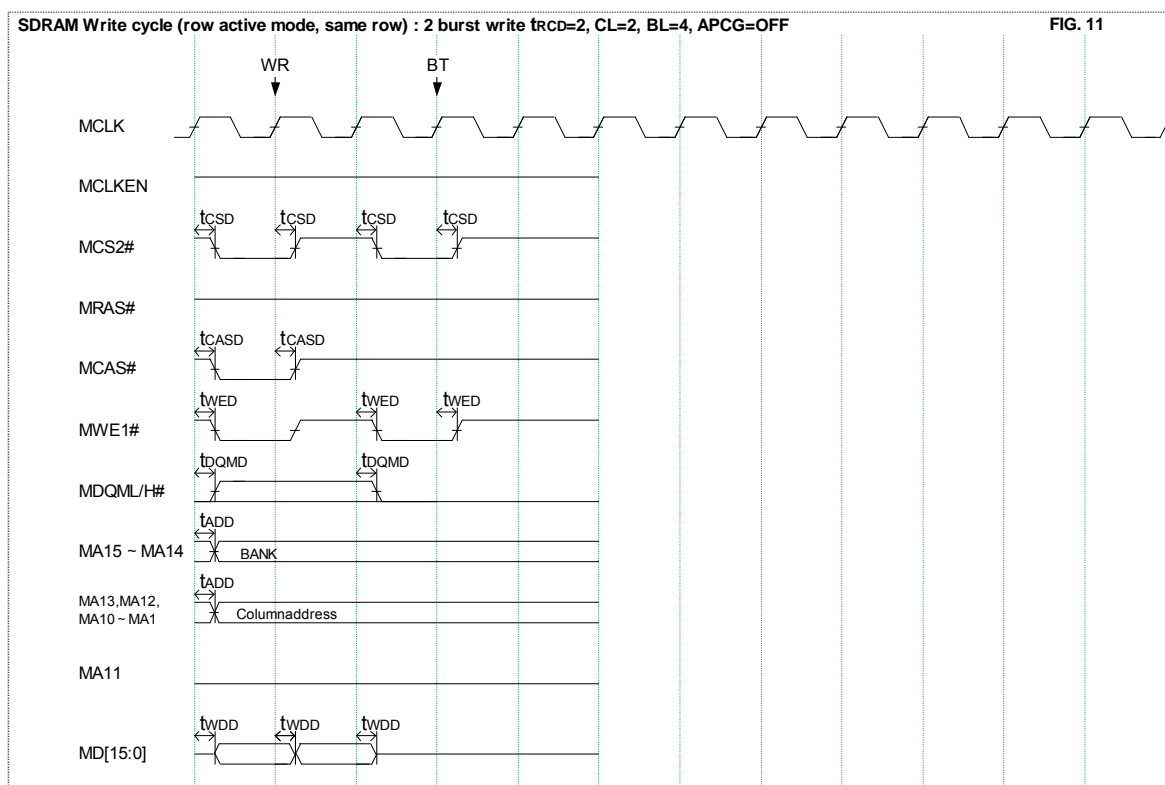 SDRAM Write cycle (row active mode, same row) : 2 burst write tRCD=2, CL=2, BL=4, APCG=OFF FIG. 11
WR BT
MCLK
MCLKEN
tCSD tCSD tCSD tCSD
MCS2#
MRAS#
tCASD tCASD
MCAS#
tWED tWED tWED
MWE1#
tDQMD tDQMD
MDQML/H#
tADD
MA15 ~ MA14 BANK
tADD
MA13,MA12,
MA10 ~ MA1
Columnaddress
MA11
tWDD tWDD tWDD
MD[15:0]